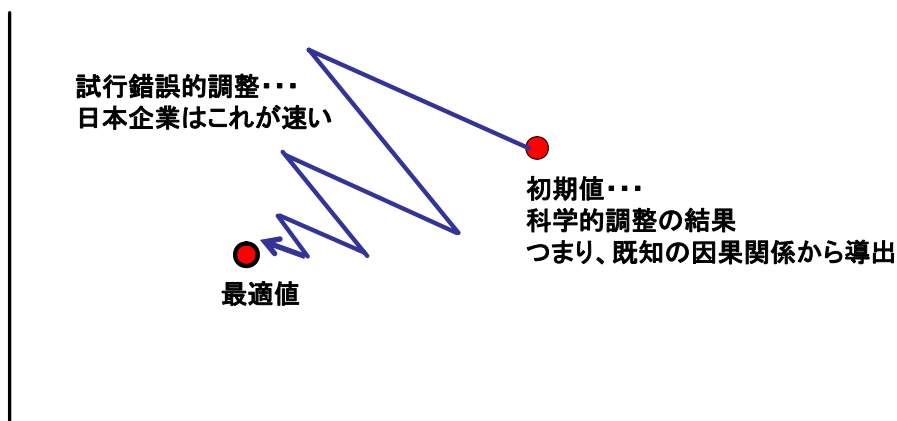 試行錯誤的調整･･･
日本企業はこれが速い
初期値･･･
科学的調整の結果
つまり、既知の因果関係から導出
最適値